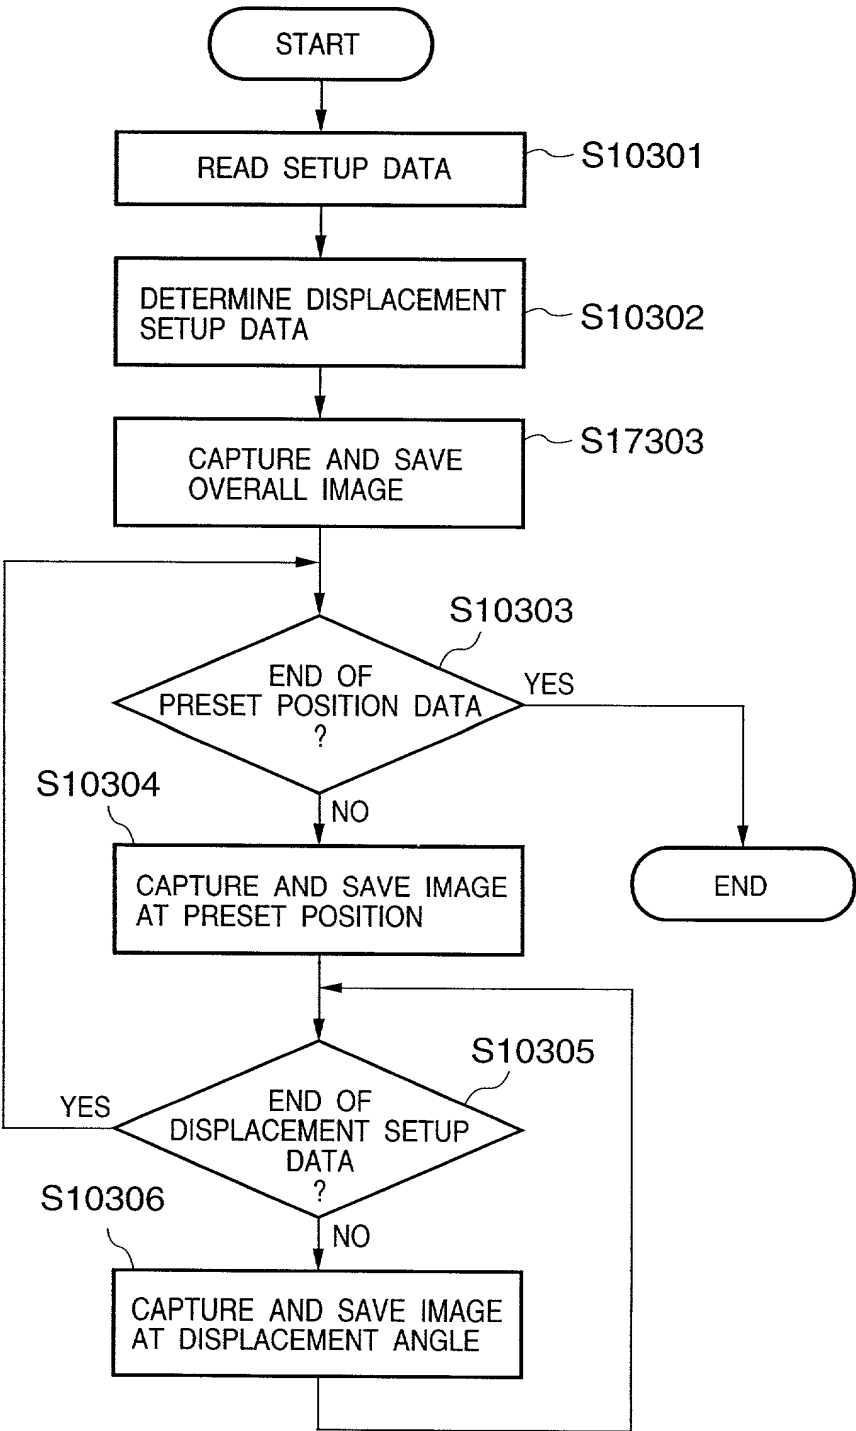 START
READ SETUP DATA
S10301
DETERMINE DISPLACEMENT
SETUP DATA
S10302
CAPTURE AND SAVE
OVERALL IMAGE
S17303
S10303
END OF
PRESET POSITION DATA
?
YES
S10304
NO
CAPTURE AND SAVE IMAGE
AT PRESET POSITION
END
S10305
YES
END OF
DISPLACEMENT SETUP
DATA
?
S10306
NO
CAPTURE AND SAVE IMAGE
AT DISPLACEMENT ANGLE